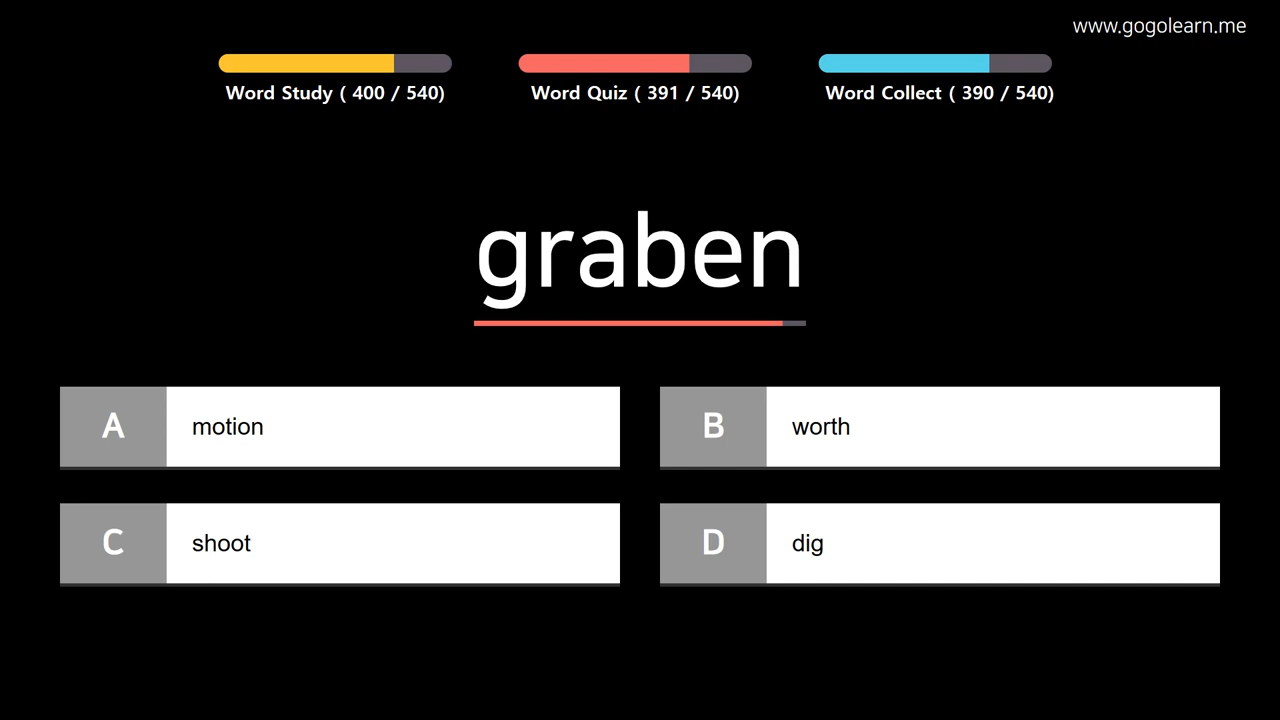 www.gogolearn.me
Word Study ( 400 / 540)
Word Quiz ( 391 / 540)
Word Collect ( 390 / 540)
graben
A
motion
B
worth
C
shoot
D
dig